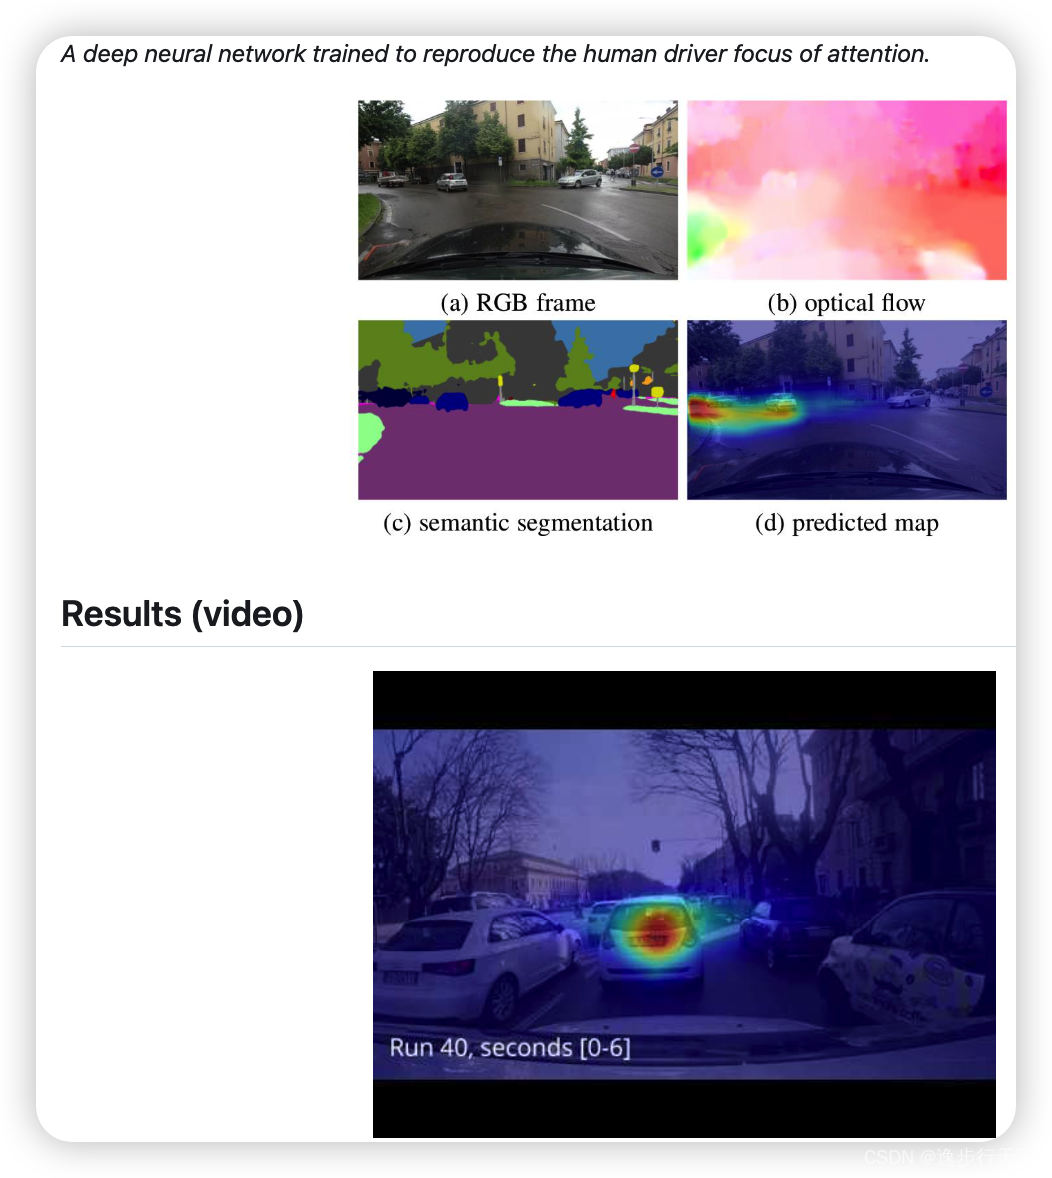 A deep neural network trained to reproduce the human driver focus of attention.
(a) RGB frame
(b) optical flow
(c) semantic segmentation
(d) predicted map
Results (video)
Run 40, seconds [0-6]
CSDN @逸步行天